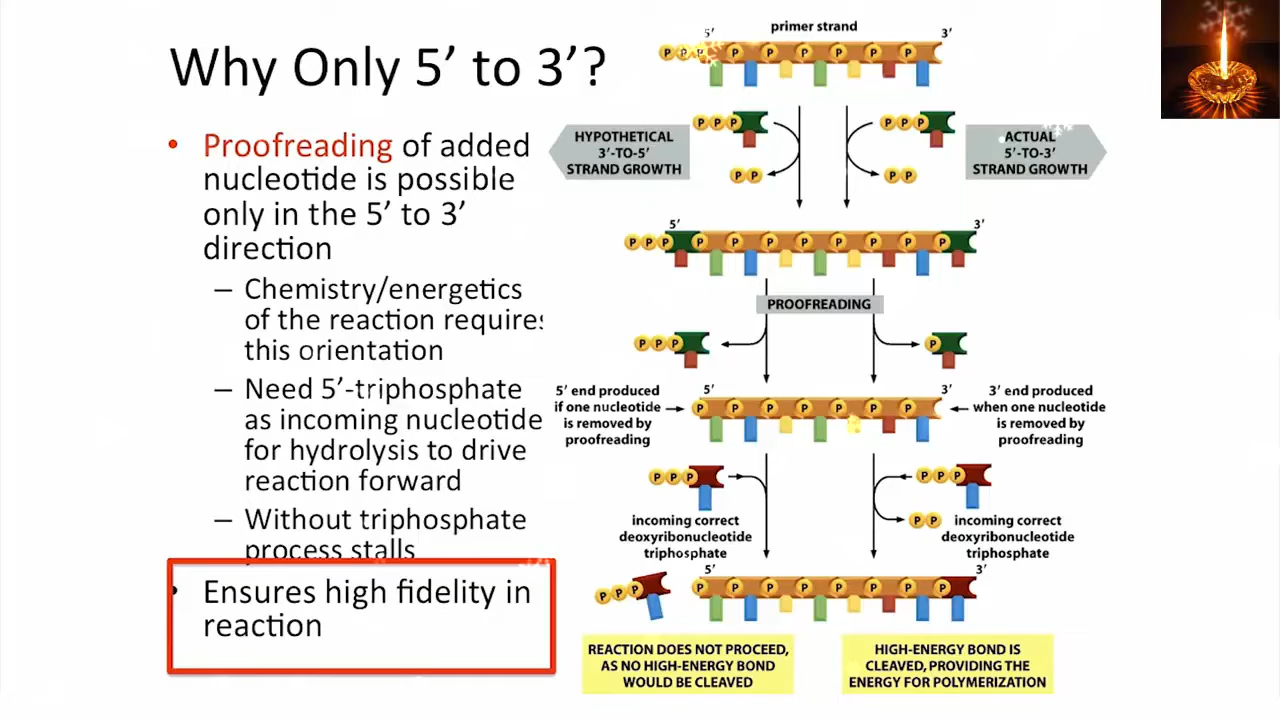 Why Only 5’ to 3’?
• Proofreading of added
nucleotide is possible
only in the 5’ to 3’
direction
– Chemistry/energetics
of the reaction requires
this orientation
– Need 5’-triphosphate
as incoming nucleotide
for hydrolysis to drive
reaction forward
– Without triphosphate
process stalls
• Ensures high fidelity in
reaction
primer strand
5′ 3′
P P P P P P P P P
P P P P P P
HYPOTHETICAL
3′-TO-5′
STRAND GROWTH
ACTUAL
5′-TO-3′
STRAND GROWTH
P P P P
5′ 3′
P P P P P P P P P P P
PROOFREADING
P P P P
5′ end produced
if one nucleotide
is removed by
proofreading
5′ 3′
P P P P P P P
3′ end produced
when one nucleotide
is removed by
proofreading
P P P P P P
P P
incoming correct
deoxyribonucleotide
triphosphate
incoming correct
deoxyribonucleotide
triphosphate
5′ 3′
P P P P P P P P P P P
REACTION DOES NOT PROCEED,
AS NO HIGH-ENERGY BOND
WOULD BE CLEAVED
HIGH-ENERGY BOND IS
CLEAVED, PROVIDING THE
ENERGY FOR POLYMERIZATION